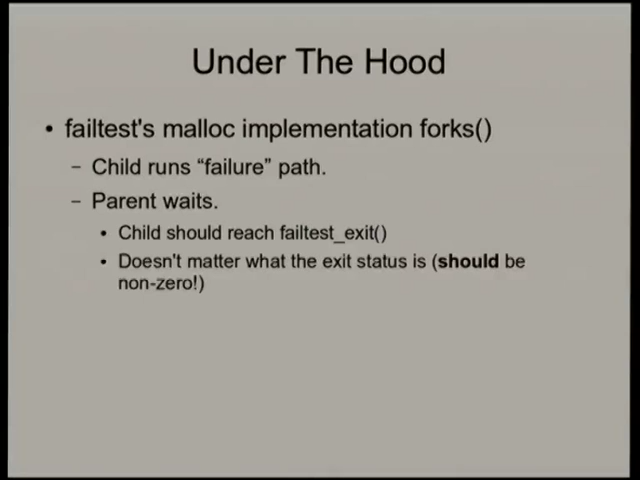 Under The Hood
• failtest's malloc implementation forks()
– Child runs “failure” path.
– Parent waits.
• Child should reach failtest_exit()
• Doesn't matter what the exit status is (should be
non-zero!)